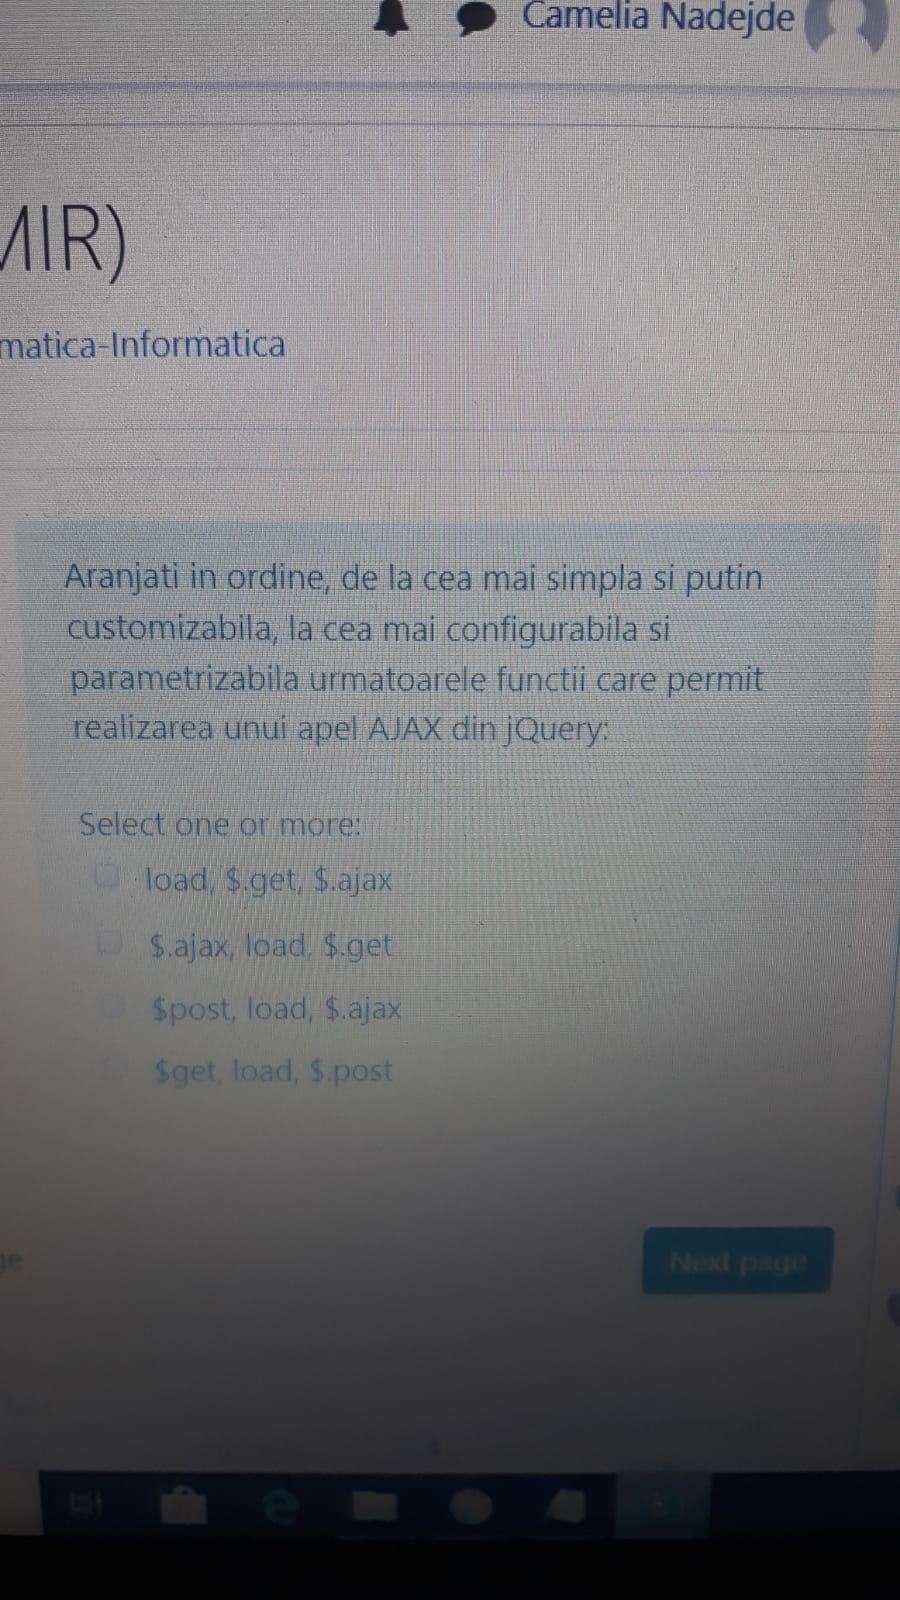 Camelia Nadejde
MIR)
matica-Informatica
Aranjati in ordine, de la cea mai simpla si putin
customizabila, la cea mai configurabila si
parametrizabila urmatoarele functii care permit
realizarea unui apel AJAX din jQuery:
Select one or more:
load, $.get, $.ajax
$.ajax, load, $.get
$post, load, $.ajax
$get, load, $.post
ge
Next page